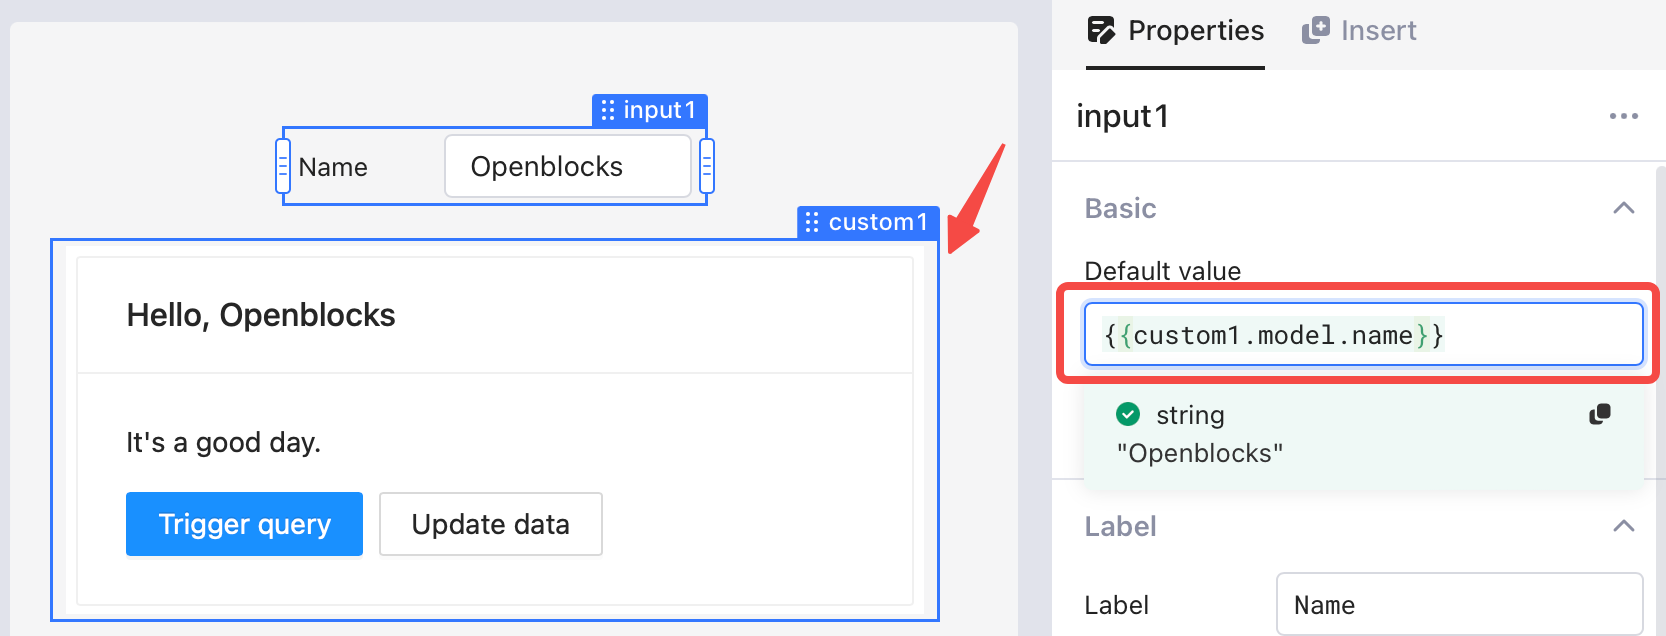 input1
Name
Openblocks
custom1
Hello, Openblocks
It's a good day.
Trigger query
Update data
Properties
Insert
input1
Basic
Default value
{{custom1.model.name}}
string
"Openblocks"
Label
Label
Name